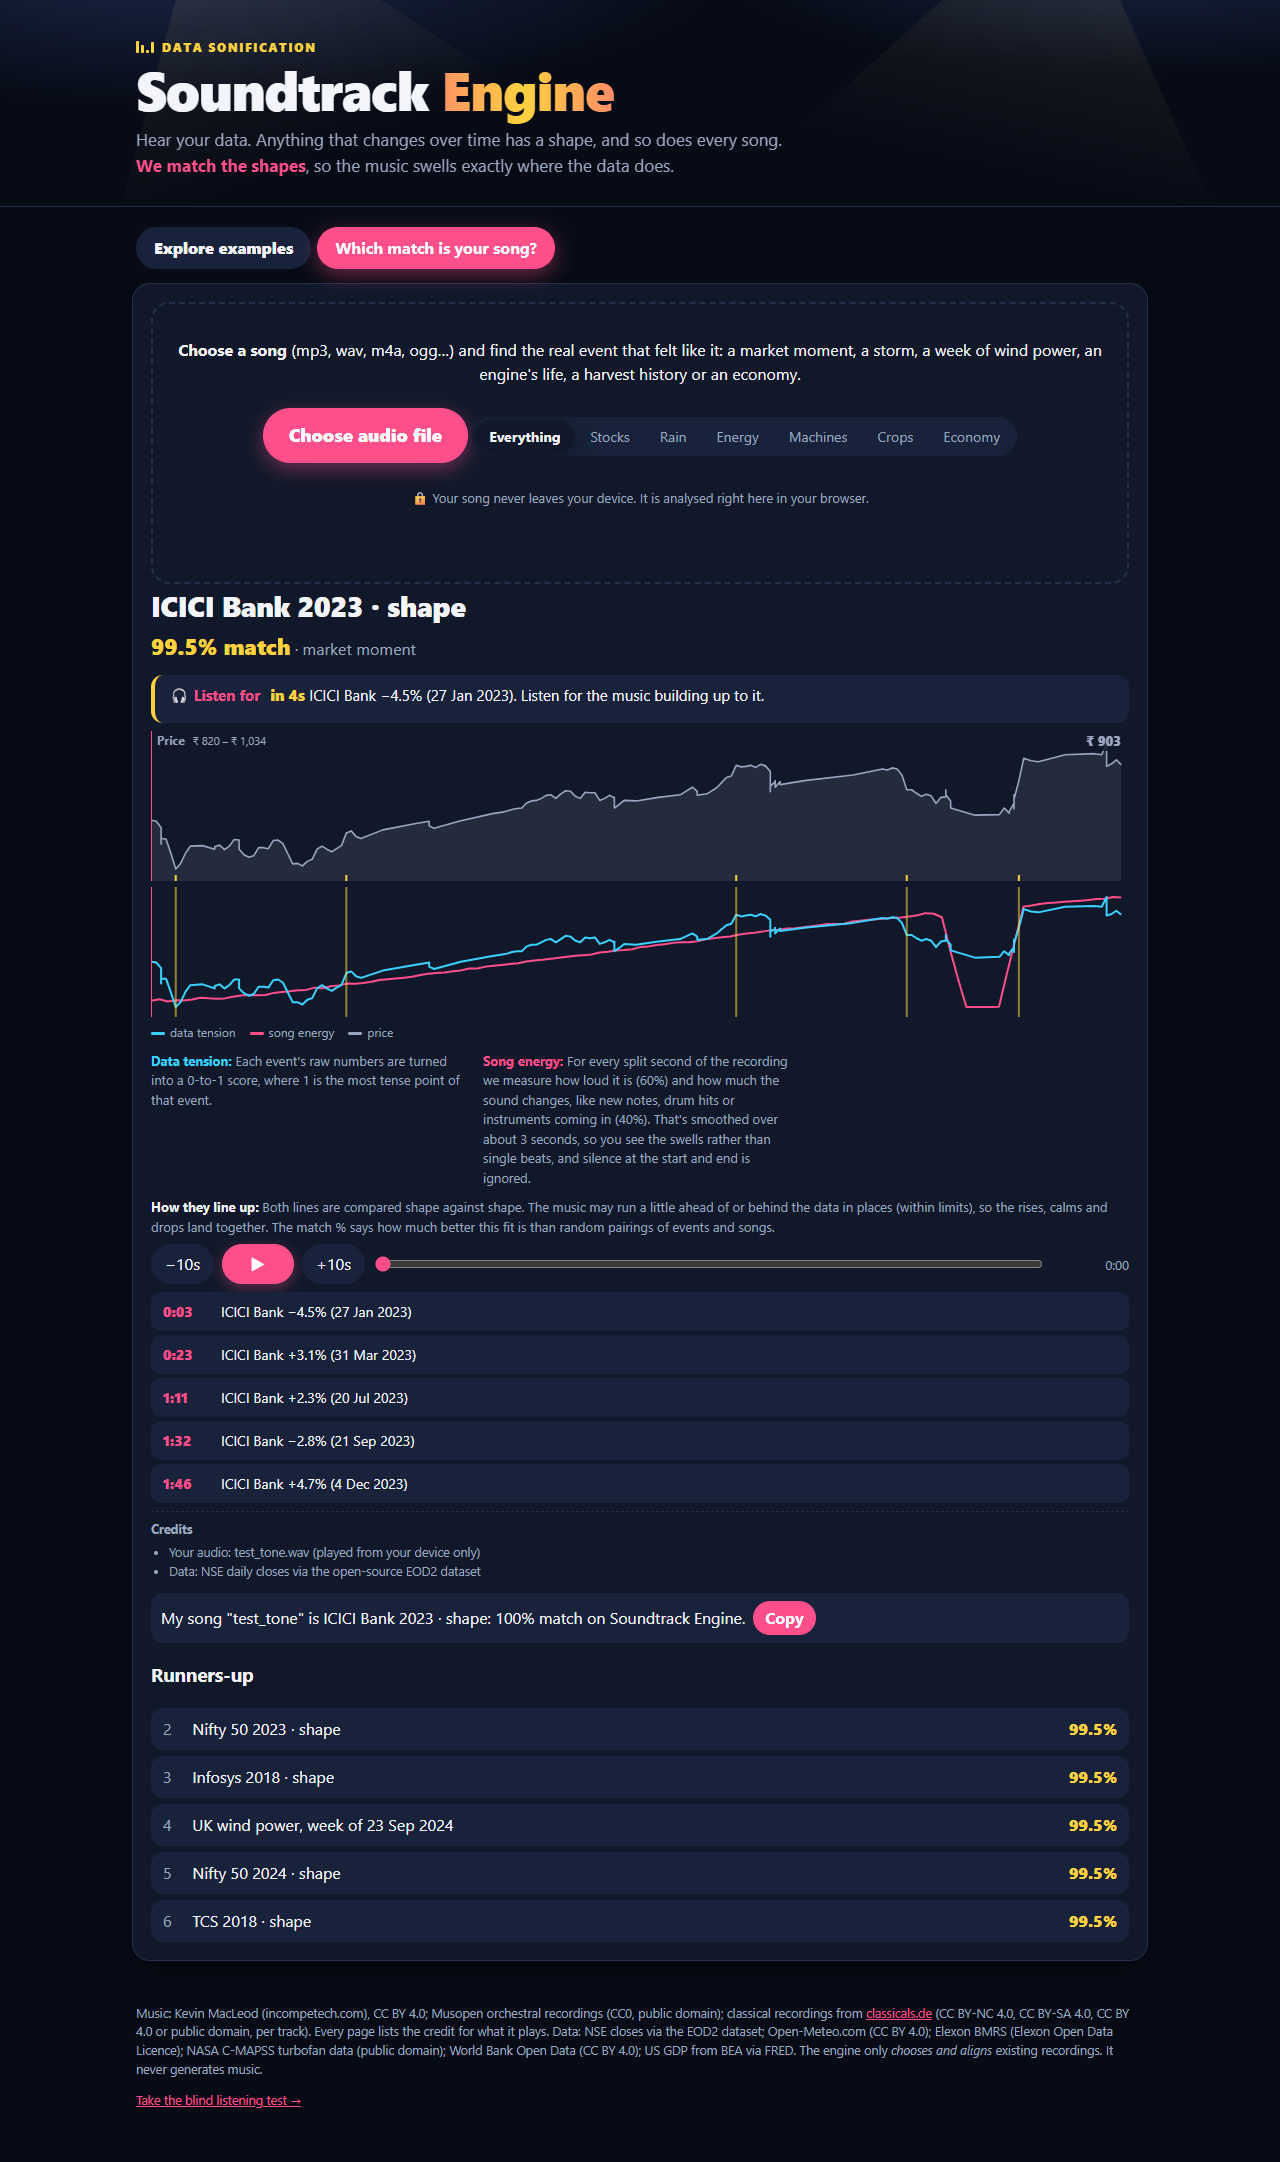 DATA SONIFICATION
Soundtrack Engine
Hear your data. Anything that changes over time has a shape, and so does every song.
We match the shapes, so the music swells exactly where the data does.
Explore examples
Which match is your song?
Choose a song (mp3, wav, m4a, ogg...) and find the real event that felt like it: a market moment, a storm, a week of wind power, an
engine's life, a harvest history or an economy.
Choose audio file
Everything Stocks Rain Energy Machines Crops Economy
Your song never leaves your device. It is analysed right here in your browser.
ICICI Bank 2023 · shape
99.5% match · market moment
Listen for in 4s ICICI Bank −4.5% (27 Jan 2023). Listen for the music building up to it.
Price ₹ 820 – ₹ 1,034
₹ 903
data tension song energy price
Data tension: Each event's raw numbers are turned
into a 0-to-1 score, where 1 is the most tense point of
that event.
Song energy: For every split second of the recording
we measure how loud it is (60%) and how much the
sound changes, like new notes, drum hits or
instruments coming in (40%). That's smoothed over
about 3 seconds, so you see the swells rather than
single beats, and silence at the start and end is
ignored.
How they line up: Both lines are compared shape against shape. The music may run a little ahead of or behind the data in places (within limits), so the rises, calms and
drops land together. The match % says how much better this fit is than random pairings of events and songs.
−10s
+10s
0:00
0:03 ICICI Bank −4.5% (27 Jan 2023)
0:23 ICICI Bank +3.1% (31 Mar 2023)
1:11 ICICI Bank +2.3% (20 Jul 2023)
1:32 ICICI Bank −2.8% (21 Sep 2023)
1:46 ICICI Bank +4.7% (4 Dec 2023)
Credits
• Your audio: test_tone.wav (played from your device only)
• Data: NSE daily closes via the open-source EOD2 dataset
My song "test_tone" is ICICI Bank 2023 · shape: 100% match on Soundtrack Engine. Copy
Runners-up
2 Nifty 50 2023 · shape 99.5%
3 Infosys 2018 · shape 99.5%
4 UK wind power, week of 23 Sep 2024 99.5%
5 Nifty 50 2024 · shape 99.5%
6 TCS 2018 · shape 99.5%
Music: Kevin MacLeod (incompetech.com), CC BY 4.0; Musopen orchestral recordings (CC0, public domain); classical recordings from classicals.de (CC BY-NC 4.0, CC BY-SA 4.0, CC BY
4.0 or public domain, per track). Every page lists the credit for what it plays. Data: NSE closes via the EOD2 dataset; Open-Meteo.com (CC BY 4.0); Elexon BMRS (Elexon Open Data
Licence); NASA C-MAPSS turbofan data (public domain); World Bank Open Data (CC BY 4.0); US GDP from BEA via FRED. The engine only chooses and aligns existing recordings. It
never generates music.
Take the blind listening test →